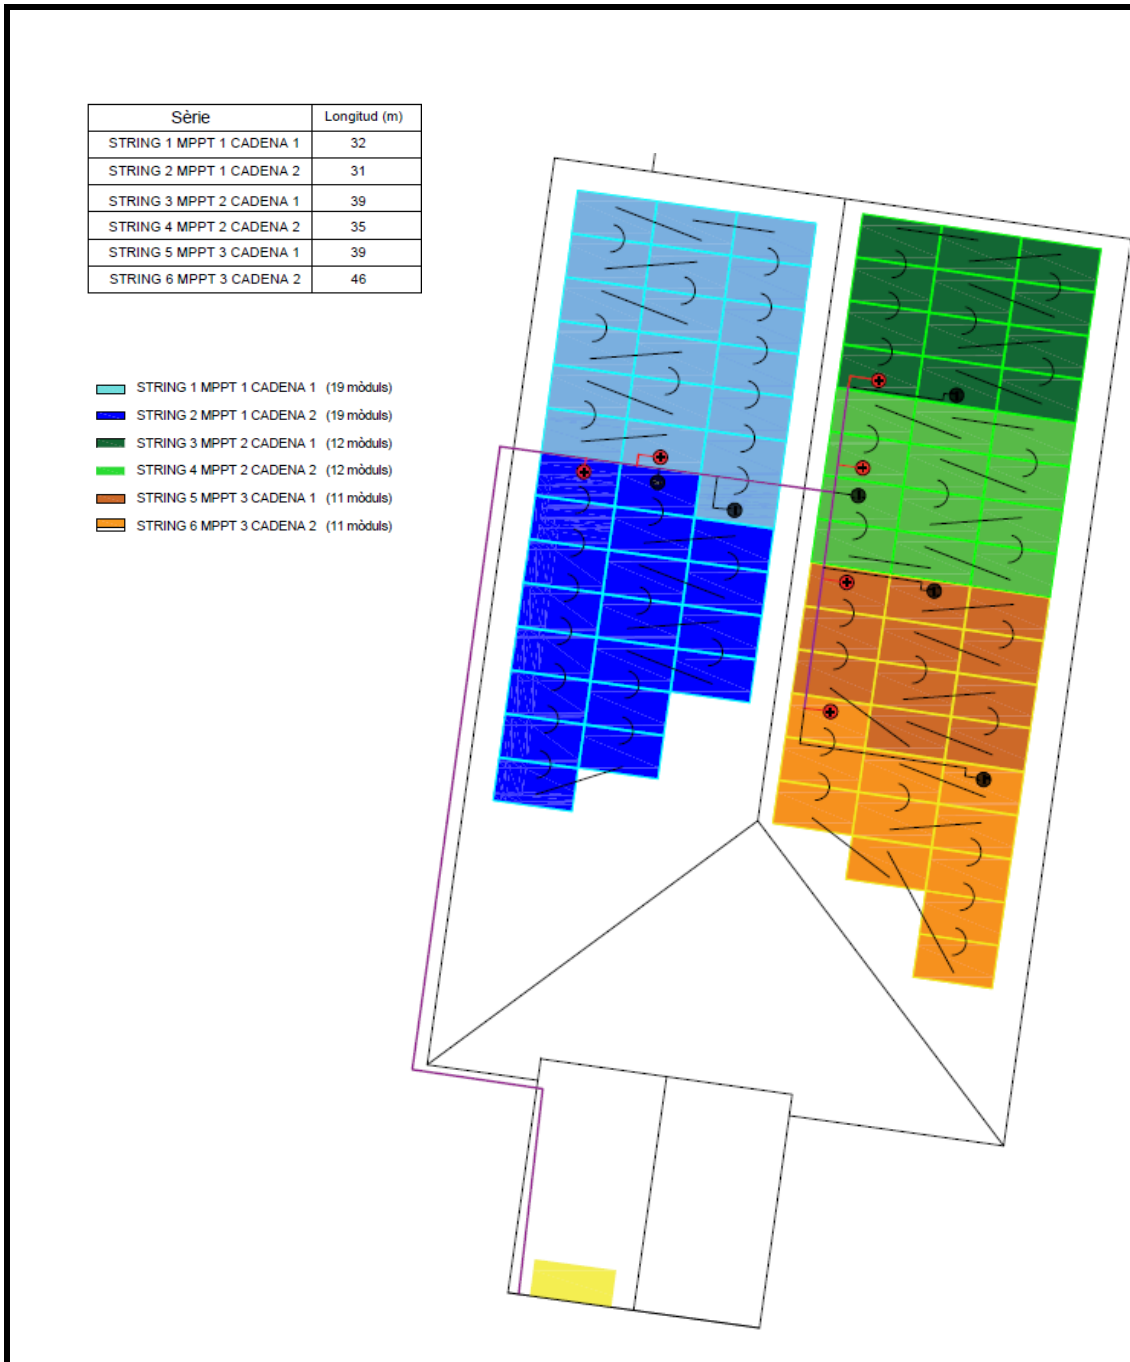 Sèrie Longitud (m)
STRING 1 MPPT 1 CADENA 1 32
STRING 2 MPPT 1 CADENA 2 31
STRING 3 MPPT 2 CADENA 1 39
STRING 4 MPPT 2 CADENA 2 35
STRING 5 MPPT 3 CADENA 1 39
STRING 6 MPPT 3 CADENA 2 46
STRING 1 MPPT 1 CADENA 1 (19 mòduls)
STRING 2 MPPT 1 CADENA 2 (19 mòduls)
STRING 3 MPPT 2 CADENA 1 (12 mòduls)
STRING 4 MPPT 2 CADENA 2 (12 mòduls)
STRING 5 MPPT 3 CADENA 1 (11 mòduls)
STRING 6 MPPT 3 CADENA 2 (11 mòduls)